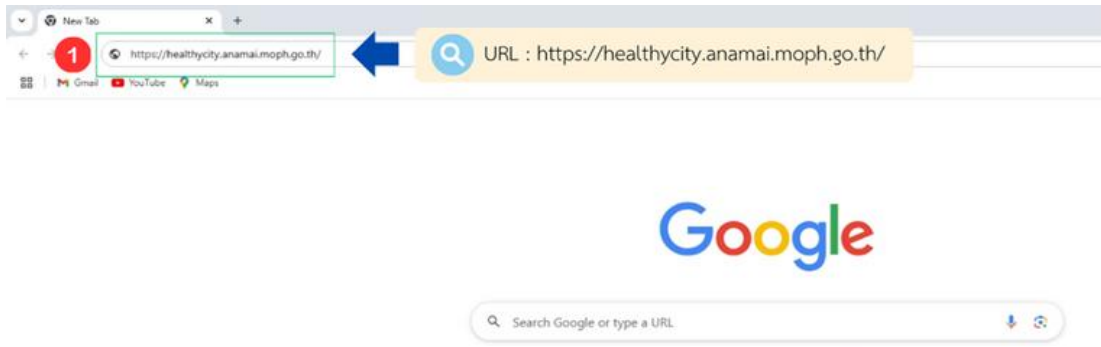 New Tab
1
https://healthycity.anamai.moph.go.th/
URL : https://healthycity.anamai.moph.go.th/
Gmail
YouTube
Maps
Google
Search Google or type a URL